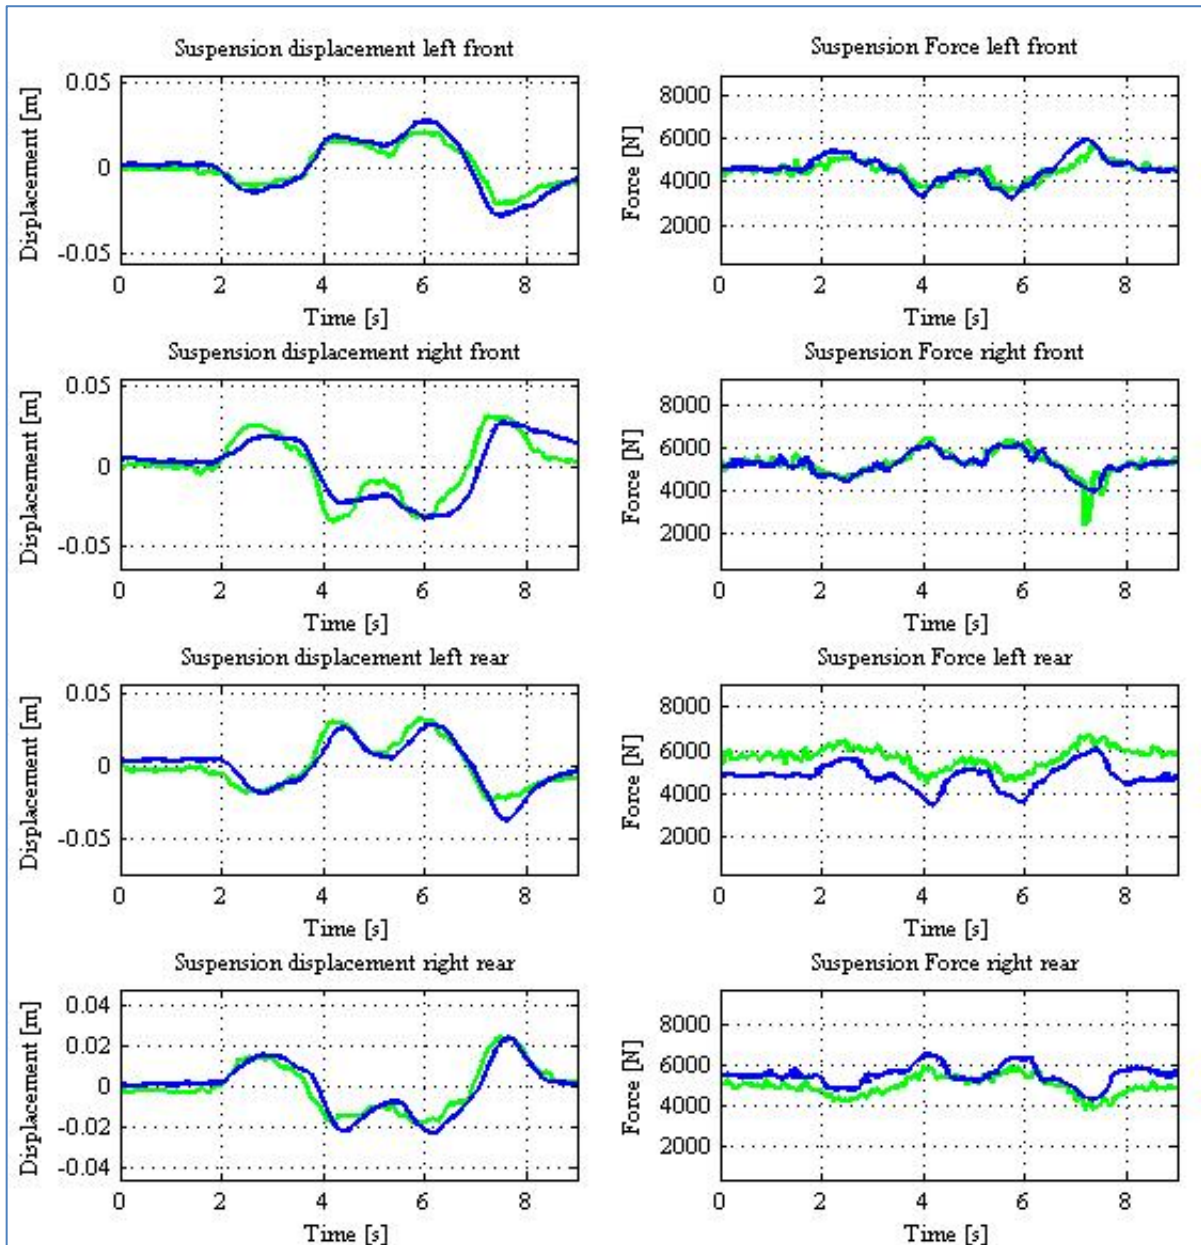 Suspension displacement left front
Displacement [m]
0.05
0
-0.05
0 2 4 6 8
Time [s]
Suspension Force left front
Force [N]
8000
6000
4000
2000
0 2 4 6 8
Time [s]
Suspension displacement right front
Displacement [m]
0.05
0
-0.05
0 2 4 6 8
Time [s]
Suspension Force right front
Force [N]
8000
6000
4000
2000
0 2 4 6 8
Time [s]
Suspension displacement left rear
Displacement [m]
0.05
0
-0.05
0 2 4 6 8
Time [s]
Suspension Force left rear
Force [N]
8000
6000
4000
2000
0 2 4 6 8
Time [s]
Suspension displacement right rear
Displacement [m]
0.04
0.02
0
-0.02
-0.04
0 2 4 6 8
Time [s]
Suspension Force right rear
Force [N]
8000
6000
4000
2000
0 2 4 6 8
Time [s]